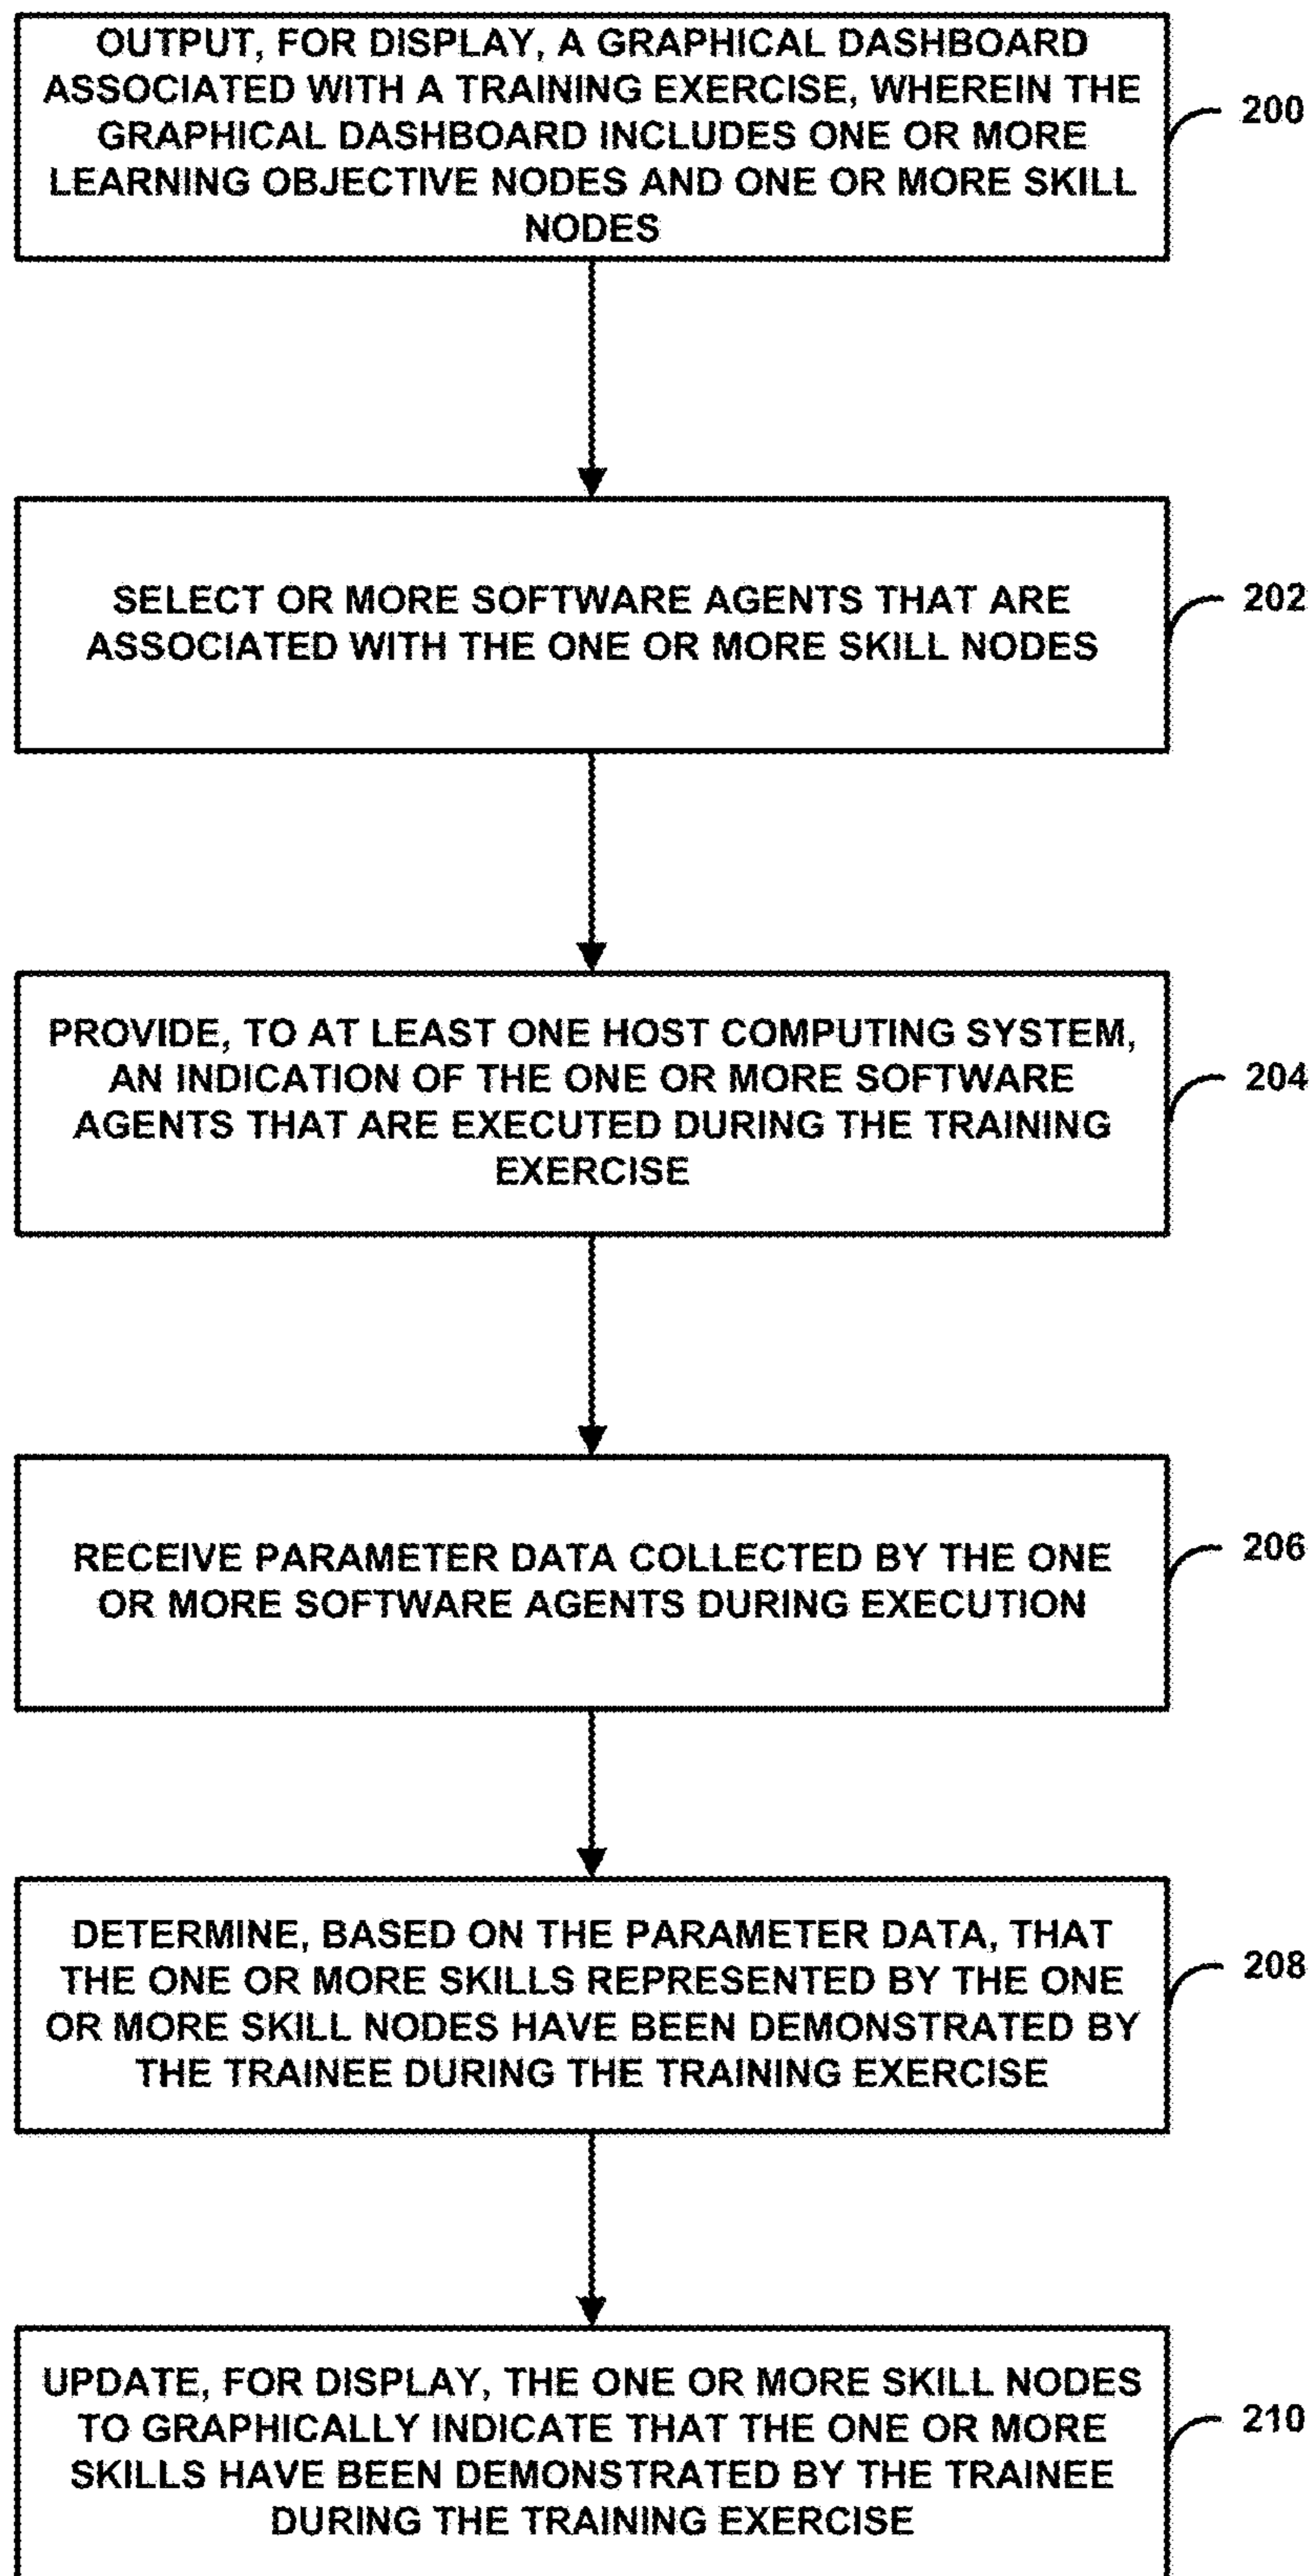 OUTPUT, FOR DISPLAY, A GRAPHICAL DASHBOARD
ASSOCIATED WITH A TRAINING EXERCISE, WHEREIN THE
GRAPHICAL DASHBOARD INCLUDES ONE OR MORE
LEARNING OBJECTIVE NODES AND ONE OR MORE SKILL
NODES
200
SELECT OR MORE SOFTWARE AGENTS THAT ARE
ASSOCIATED WITH THE ONE OR MORE SKILL NODES
202
PROVIDE, TO AT LEAST ONE HOST COMPUTING SYSTEM,
AN INDICATION OF THE ONE OR MORE SOFTWARE
AGENTS THAT ARE EXECUTED DURING THE TRAINING
EXERCISE
204
RECEIVE PARAMETER DATA COLLECTED BY THE ONE
OR MORE SOFTWARE AGENTS DURING EXECUTION
206
DETERMINE, BASED ON THE PARAMETER DATA, THAT
THE ONE OR MORE SKILLS REPRESENTED BY THE ONE
OR MORE SKILL NODES HAVE BEEN DEMONSTRATED BY
THE TRAINEE DURING THE TRAINING EXERCISE
208
UPDATE, FOR DISPLAY, THE ONE OR MORE SKILL NODES
TO GRAPHICALLY INDICATE THAT THE ONE OR MORE
SKILLS HAVE BEEN DEMONSTRATED BY THE TRAINEE
DURING THE TRAINING EXERCISE
210